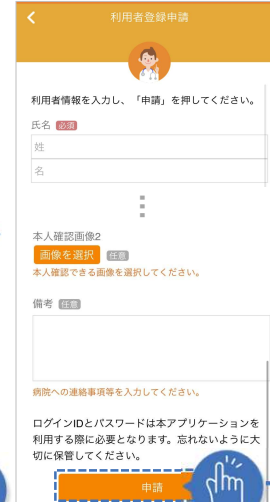 利用者登録申請
利用者情報を入力し、「申請」を押してください。
氏名 必須
姓
名
本人確認画像2
画像を選択 任意
本人確認できる画像を選択してください。
備考 任意
病院への連絡事項等を入力してください。
ログインIDとパスワードは本アプリケーションを
利用する際に必要となります。忘れないように大
切に保管してください。
申請